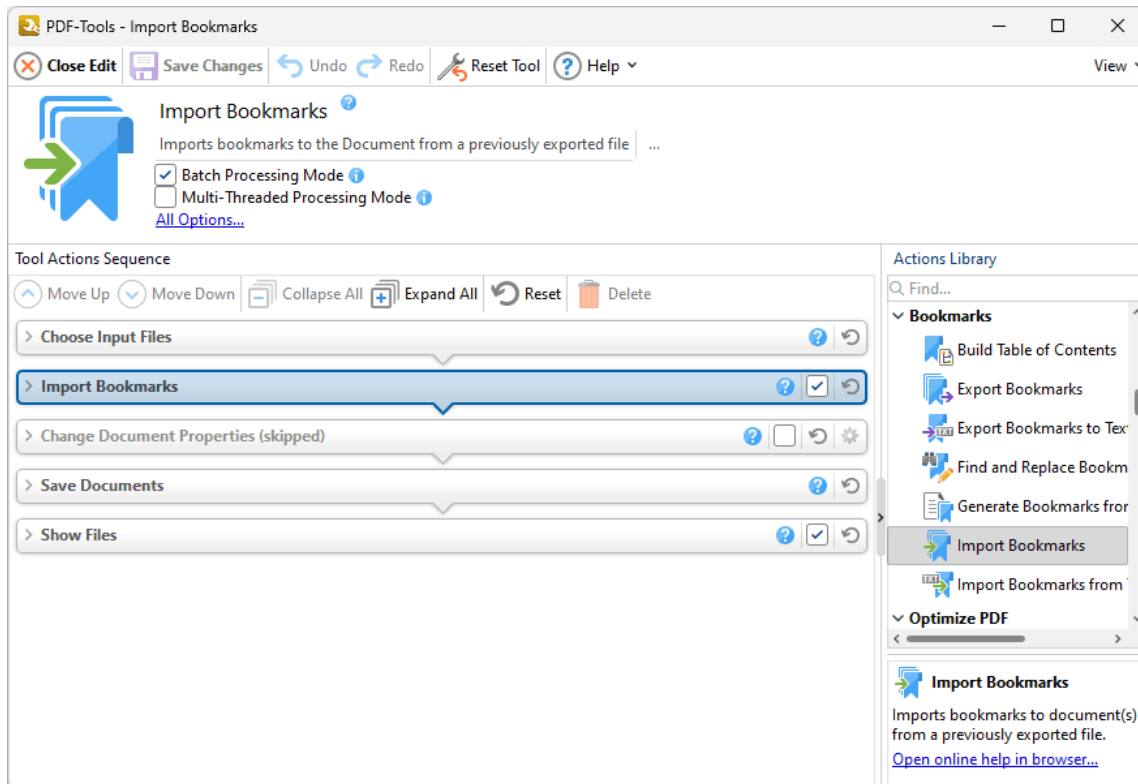 PDF-Tools - Import Bookmarks
Close Edit Save Changes Undo Redo Reset Tool Help View
Import Bookmarks
Imports bookmarks to the Document from a previously exported file ...
Batch Processing Mode
Multi-Threaded Processing Mode
All Options...
Tool Actions Sequence
Move Up Move Down Collapse All Expand All Reset Delete
Choose Input Files
Import Bookmarks
Change Document Properties (skipped)
Save Documents
Show Files
Actions Library
Find...
Bookmarks
Build Table of Contents
Export Bookmarks
Export Bookmarks to
Find and Replace
Generate Bookmarks
Import Bookmarks
Import Bookmarks from
Optimize PDF
Import Bookmarks
Imports bookmarks to document(s)
from a previously exported file.
Open online help in browser...